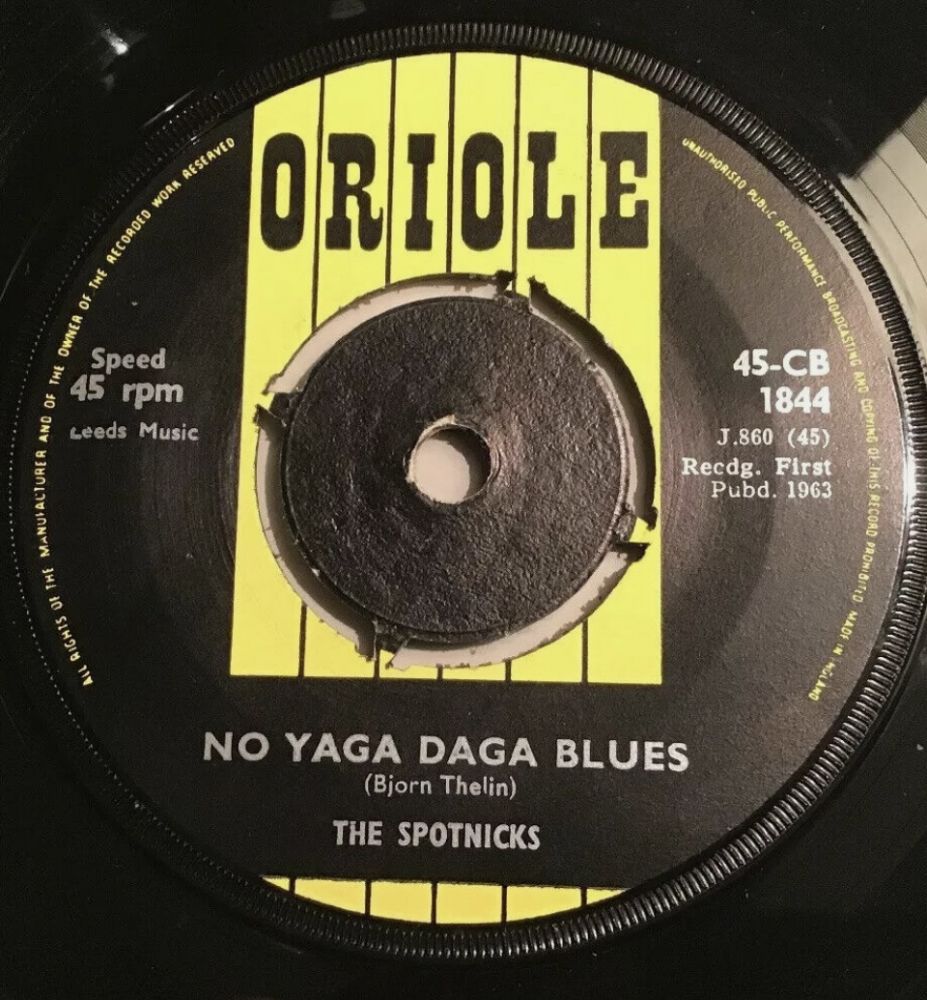 ORIOLE
ALL RIGHTS OF THE MANUFACTURER AND OF THE OWNER OF THE RECORDED WORK RESERVED
UNAUTHORISED PUBLIC PERFORMANCE BROADCASTING AND COPYING OF THIS RECORD PROHIBITED MADE IN ENGLAND
Speed
45 rpm
Leeds Music
45-CB
1844
J.860 (45)
Recdg. First
Pubd. 1963
NO YAGA DAGA BLUES
(Bjorn Thelin)
THE SPOTNICKS